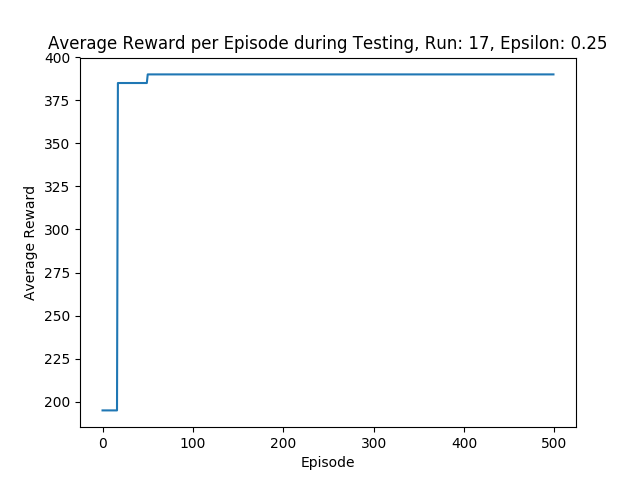 Average Reward per Episode during Testing, Run: 17, Epsilon: 0.25
400
375
350
325
300
275
250
225
200
Average Reward
0 100 200 300 400 500
Episode